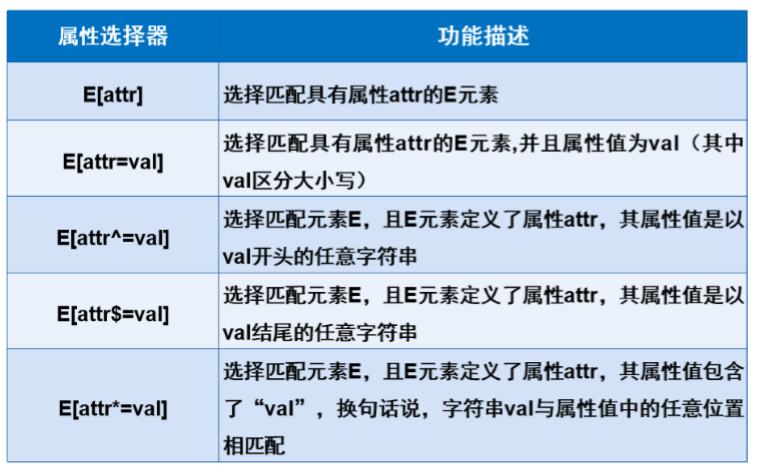 属性选择器
功能描述
E[attr]
选择匹配具有属性attr的E元素
E[attr=val]
选择匹配具有属性attr的E元素,并且属性值为val（其中
val区分大小写）
E[attr^=val]
选择匹配元素E，且E元素定义了属性attr，其属性值是以
val开头的任意字符串
E[attr$=val]
选择匹配元素E，且E元素定义了属性attr，其属性值是以
val结尾的任意字符串
E[attr*=val]
选择匹配元素E，且E元素定义了属性attr，其属性值包含
了“val”，换句话说，字符串val与属性值中的任意位置
相匹配